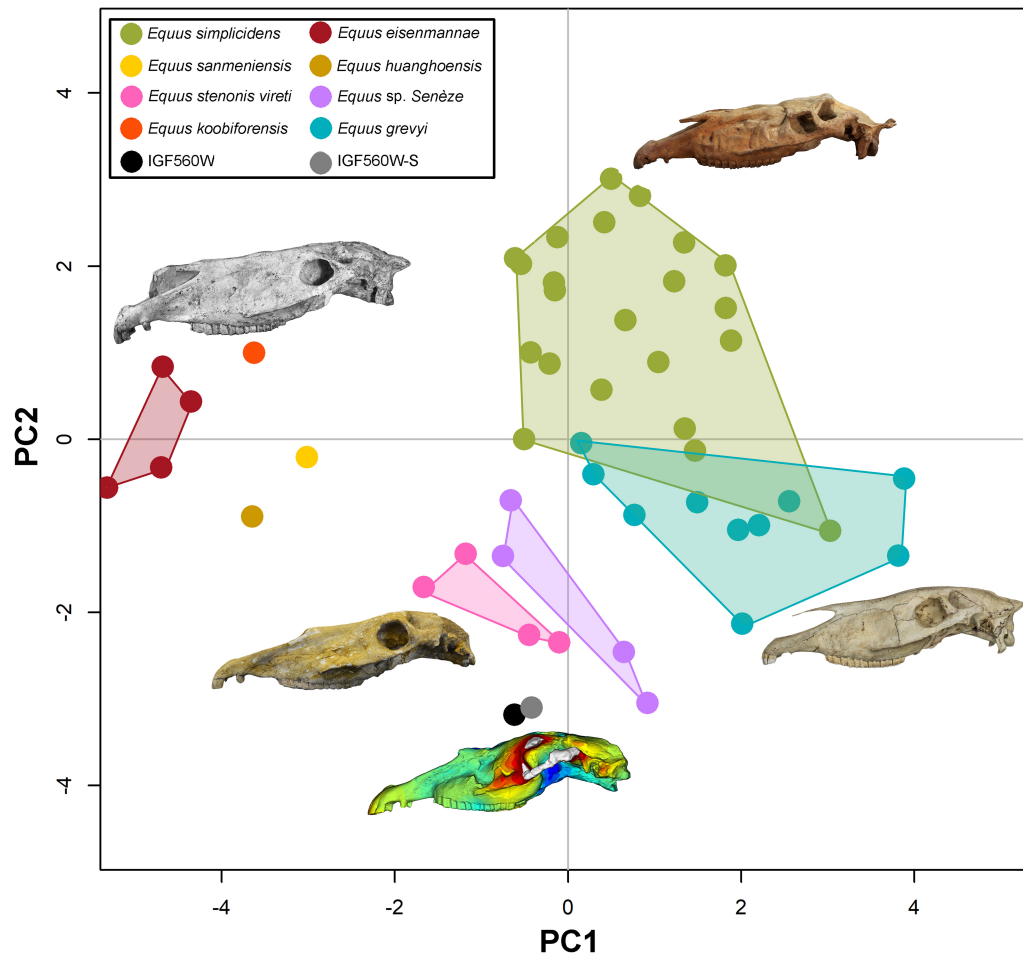 Equus simplicidens
Equus eisenmannae
Equus sanmeniensis
Equus huanghoensis
Equus stenonis vireti
Equus sp. Senèze
Equus koobiforensis
Equus grevyi
IGF560W
IGF560W-S
4
2
0
-2
-4
PC2
-4
-2
0
2
4
PC1